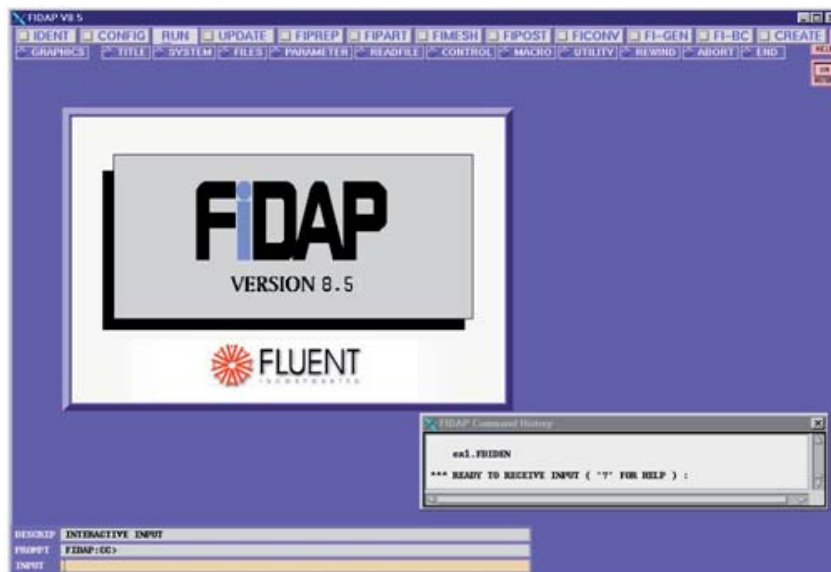 FIDAP V8.5
IDENT CONFIG RUN UPDATE FIPREP FIPART FIMESH FIPOST FICONV FI-GEN FI-BC CREATE
GRAPHICS TITLE SYSTEM FILES PARAMETER READFILE CONTROL MACRO UTILITY REWIND ABORT END
HELP
FiDAP
VERSION 8.5
FLUENT
INCORPORATED
FIDAP Command History
ex1.FDIDEN
*** READY TO RECEIVE INPUT ( "?" FOR HELP ) :
DESCRIP INTERACTIVE INPUT
PROMPT FIDAP:CC>
INPUT